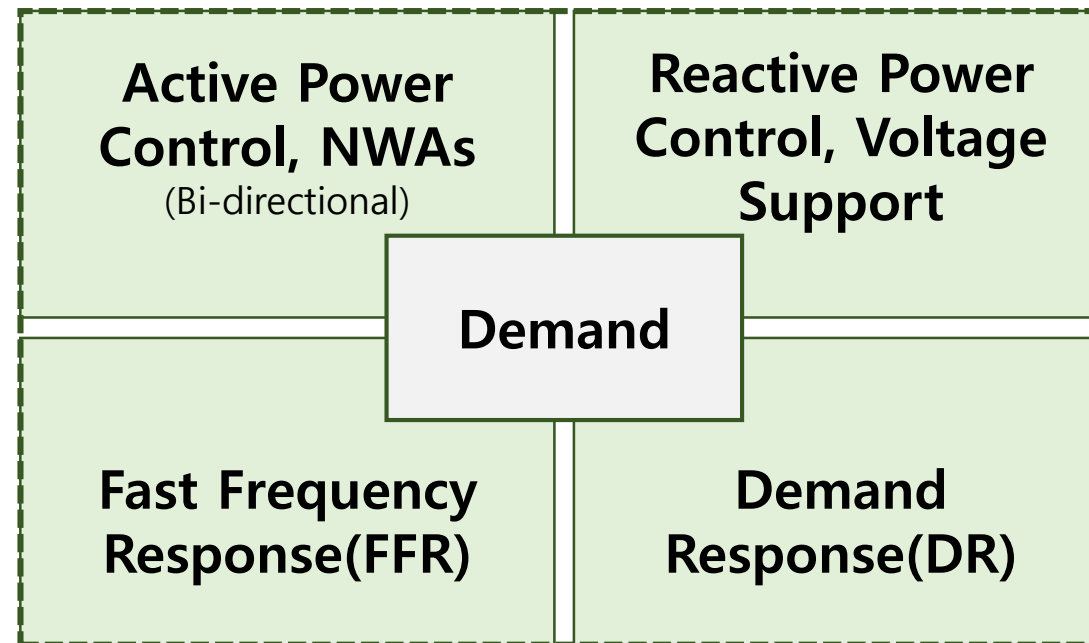 Active Power
Control, NWAs
(Bi-directional)
Reactive Power
Control, Voltage
Support
Demand
Fast Frequency
Response(FFR)
Demand
Response(DR)